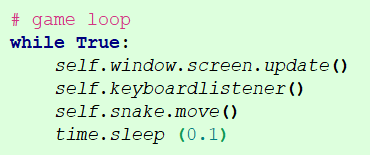 # game loop
while True:
    self.window.screen.update()
    self.keyboardlistener()
    self.snake.move()
    time.sleep (0.1)